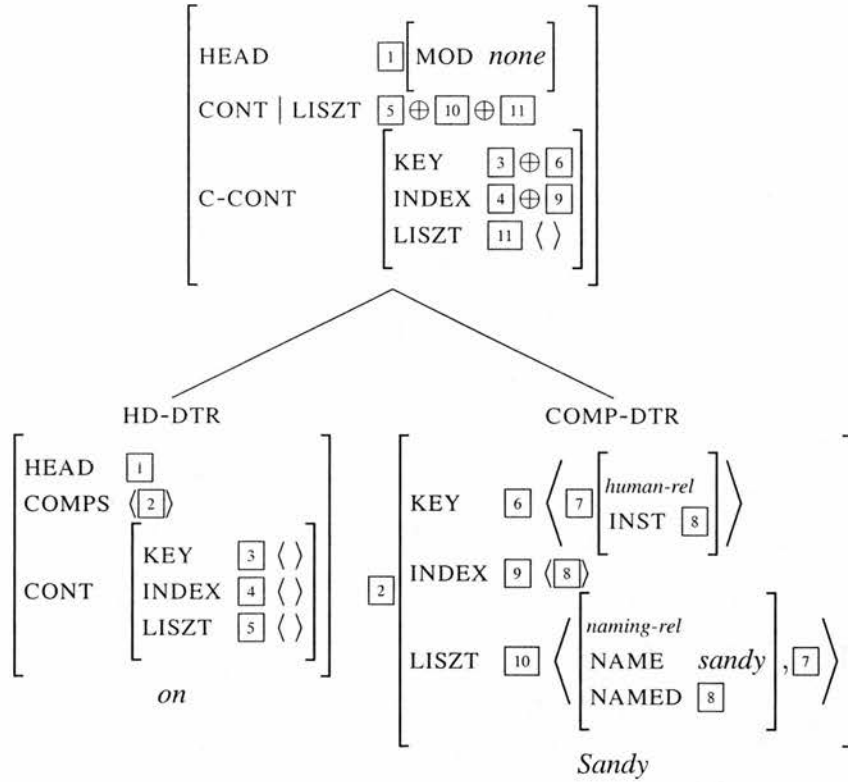 HEAD 1 [MOD none]
CONT | LISZT 5 ⊕ 10 ⊕ 11
KEY 3 ⊕ 6
C-CONT INDEX 4 ⊕ 9
LISZT 11 ⟨ ⟩
HD-DTR COMP-DTR
HEAD 1
COMPS ⟨2⟩
KEY 3 ⟨ ⟩
CONT INDEX 4 ⟨ ⟩
LISZT 5 ⟨ ⟩
on
2
human-rel
KEY 6 ⟨ 7 [INST 8] ⟩
INDEX 9 ⟨8⟩
naming-rel
LISZT 10 ⟨ [NAME sandy
NAMED 8] , 7 ⟩
Sandy